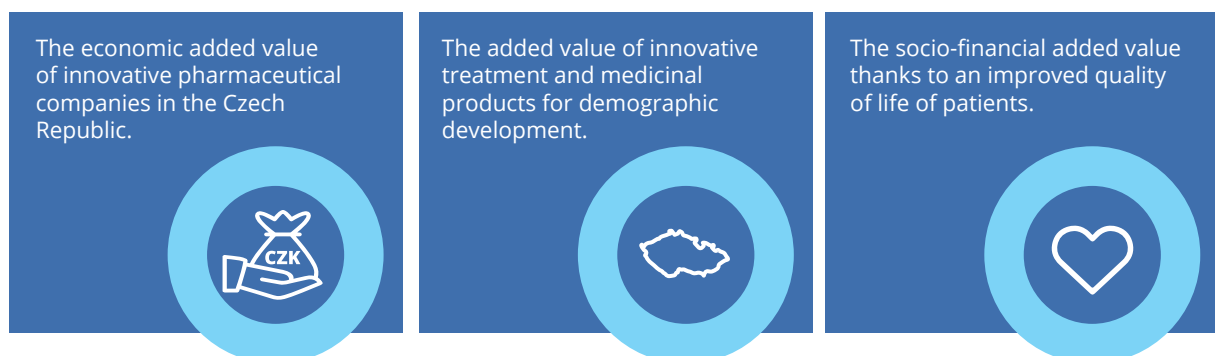 The economic added value
of innovative pharmaceutical
companies in the Czech
Republic.
CZK
The added value of innovative
treatment and medicinal
products for demographic
development.
The socio-financial added value
thanks to an improved quality
of life of patients.